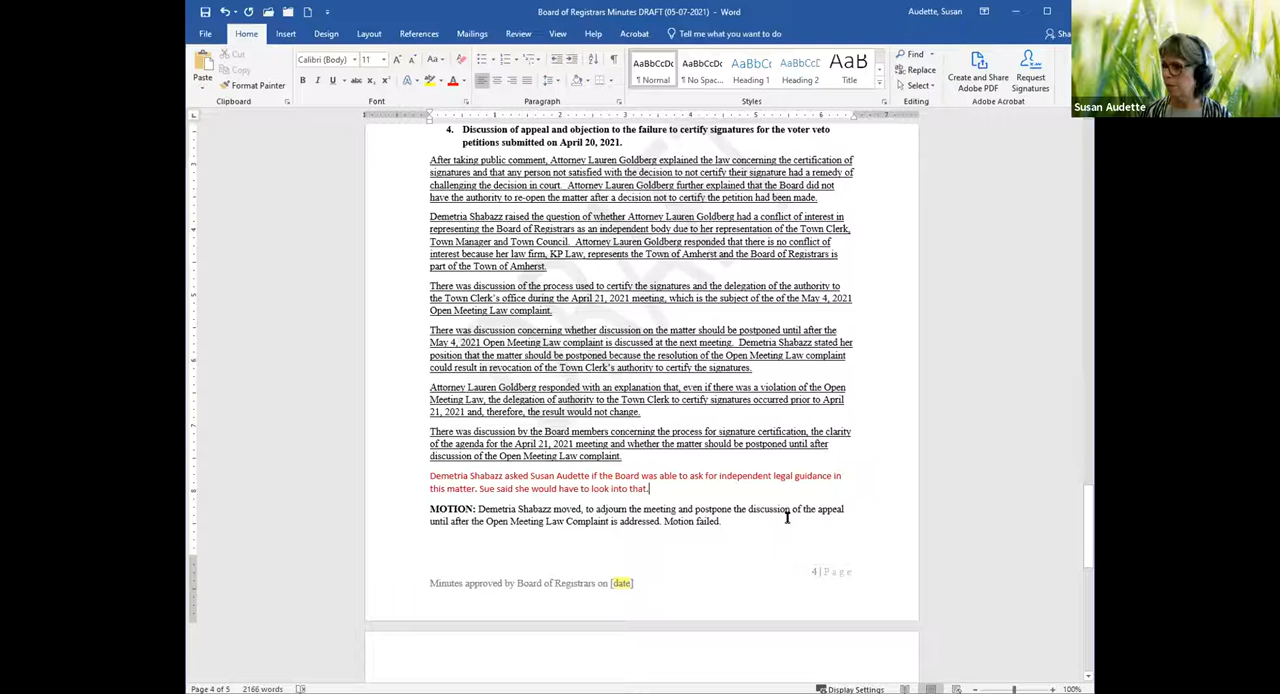 Board of Registrars Minutes DRAFT (05-07-2021) - Word
Audette, Susan
File Home Insert Design Layout References Mailings Review View Help Acrobat Tell me what you want to do Sha
Paste
Cut
Copy
Format Painter
Clipboard
Calibri (Body) 11
Font
Paragraph
AaBbCcDc AaBbCcDc AaBbC AaBbCcC AaB
¶ Normal ¶ No Spac... Heading 1 Heading 2 Title
Styles
Find
Replace
Select
Editing
Create and Share
Adobe PDF
Request
Signatures
Adobe Acrobat
Susan Audette
4. Discussion of appeal and objection to the failure to certify signatures for the voter veto
petitions submitted on April 20, 2021.
After taking public comment, Attorney Lauren Goldberg explained the law concerning the certification of
signatures and that any person not satisfied with the decision to not certify their signature had a remedy of
challenging the decision in court. Attorney Lauren Goldberg further explained that the Board did not
have the authority to re-open the matter after a decision not to certify the petition had been made.
Demetria Shabazz raised the question of whether Attorney Lauren Goldberg had a conflict of interest in
representing the Board of Registrars as an independent body due to her representation of the Town Clerk,
Town Manager and Town Council. Attorney Lauren Goldberg responded that there is no conflict of
interest because her law firm, KP Law, represents the Town of Amherst and the Board of Registrars is
part of the Town of Amherst.
There was discussion of the process used to certify the signatures and the delegation of the authority to
the Town Clerk's office during the April 21, 2021 meeting, which is the subject of the of the May 4, 2021
Open Meeting Law complaint.
There was discussion concerning whether discussion on the matter should be postponed until after the
May 4, 2021 Open Meeting Law complaint is discussed at the next meeting. Demetria Shabazz stated her
position that the matter should be postponed because the resolution of the Open Meeting Law complaint
could result in revocation of the Town Clerk's authority to certify the signatures.
Attorney Lauren Goldberg responded with an explanation that, even if there was a violation of the Open
Meeting Law, the delegation of authority to the Town Clerk to certify signatures occurred prior to April
21, 2021 and, therefore, the result would not change.
There was discussion by the Board members concerning the process for signature certification, the clarity
of the agenda for the April 21, 2021 meeting and whether the matter should be postponed until after
discussion of the Open Meeting Law complaint.
Demetria Shabazz asked Susan Audette if the Board was able to ask for independent legal guidance in
this matter. Sue said she would have to look into that.
MOTION: Demetria Shabazz moved, to adjourn the meeting and postpone the discussion of the appeal
until after the Open Meeting Law Complaint is addressed. Motion failed.
4 | Page
Minutes approved by Board of Registrars on [date]
Page 4 of 5 2166 words
Display Settings
100%